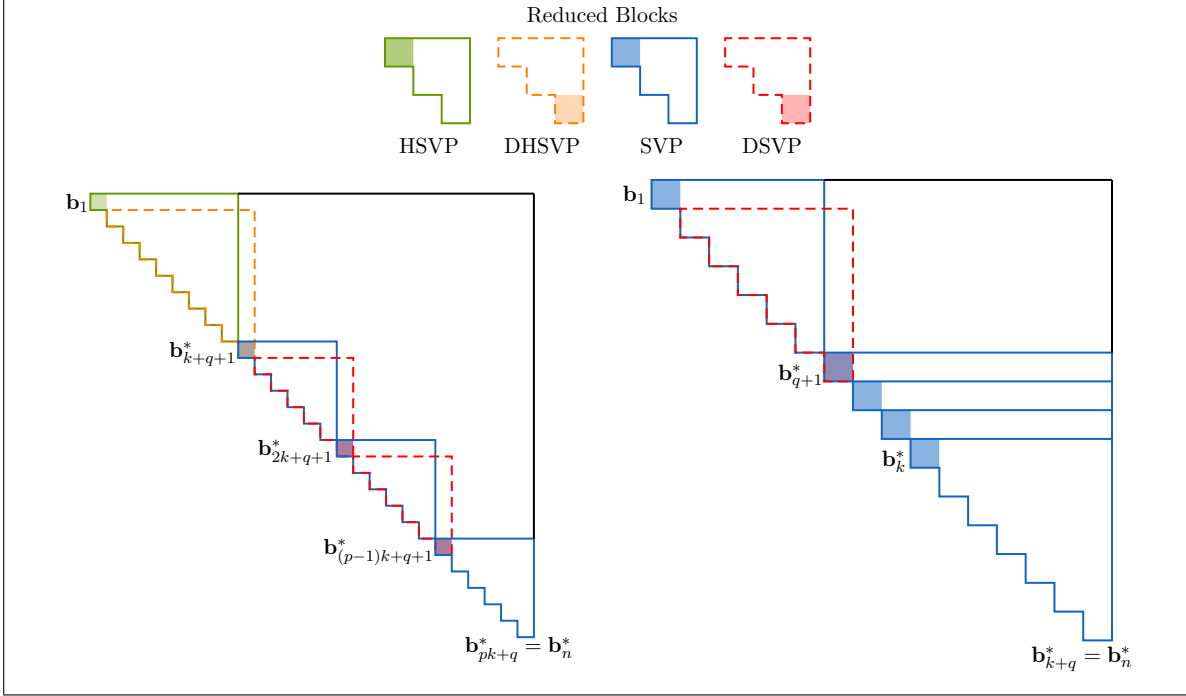 Reduced Blocks
HSVP
DHSVP
SVP
DSVP
b₁
b*ₖ₊q₊₁
b*₂ₖ₊q₊₁
b*₍ₚ₋₁₎ₖ₊q₊₁
b*ₚₖ₊q = b*ₙ
b₁
b*q₊₁
b*ₖ
b*ₖ₊q = b*ₙ